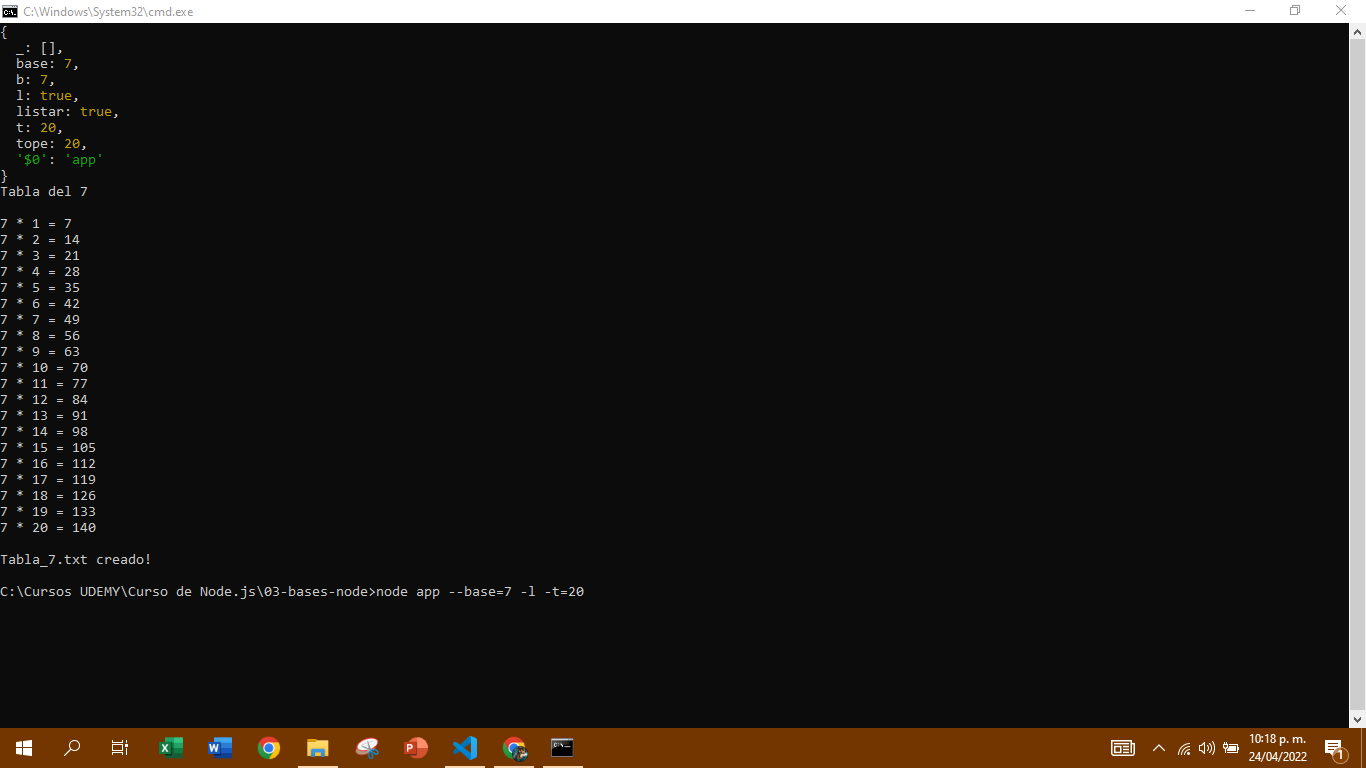 C:\Windows\System32\cmd.exe
{
  _: [],
  base: 7,
  b: 7,
  l: true,
  listar: true,
  t: 20,
  tope: 20,
  '$0': 'app'
}
Tabla del 7
7 * 1 = 7
7 * 2 = 14
7 * 3 = 21
7 * 4 = 28
7 * 5 = 35
7 * 6 = 42
7 * 7 = 49
7 * 8 = 56
7 * 9 = 63
7 * 10 = 70
7 * 11 = 77
7 * 12 = 84
7 * 13 = 91
7 * 14 = 98
7 * 15 = 105
7 * 16 = 112
7 * 17 = 119
7 * 18 = 126
7 * 19 = 133
7 * 20 = 140
Tabla_7.txt creado!
C:\Cursos UDEMY\Curso de Node.js\03-bases-node>node app --base=7 -l -t=20
10:18 p. m.
24/04/2022
1